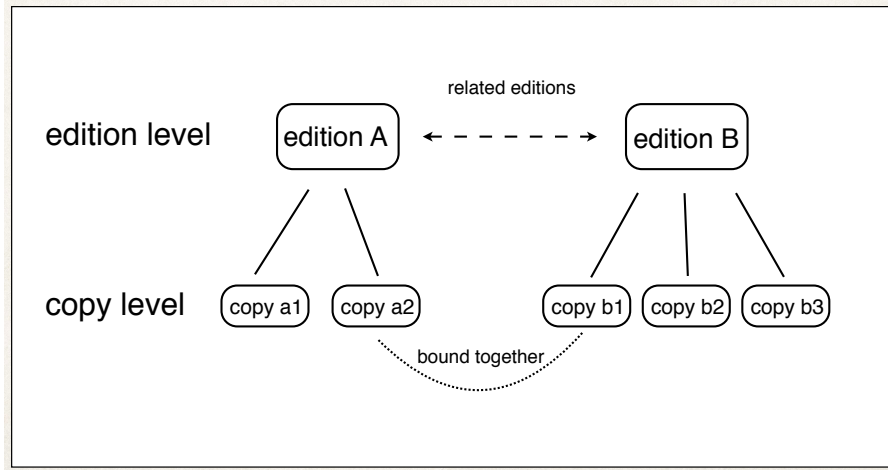 related editions
edition level
edition A
edition B
copy level
copy a1
copy a2
copy b1
copy b2
copy b3
bound together